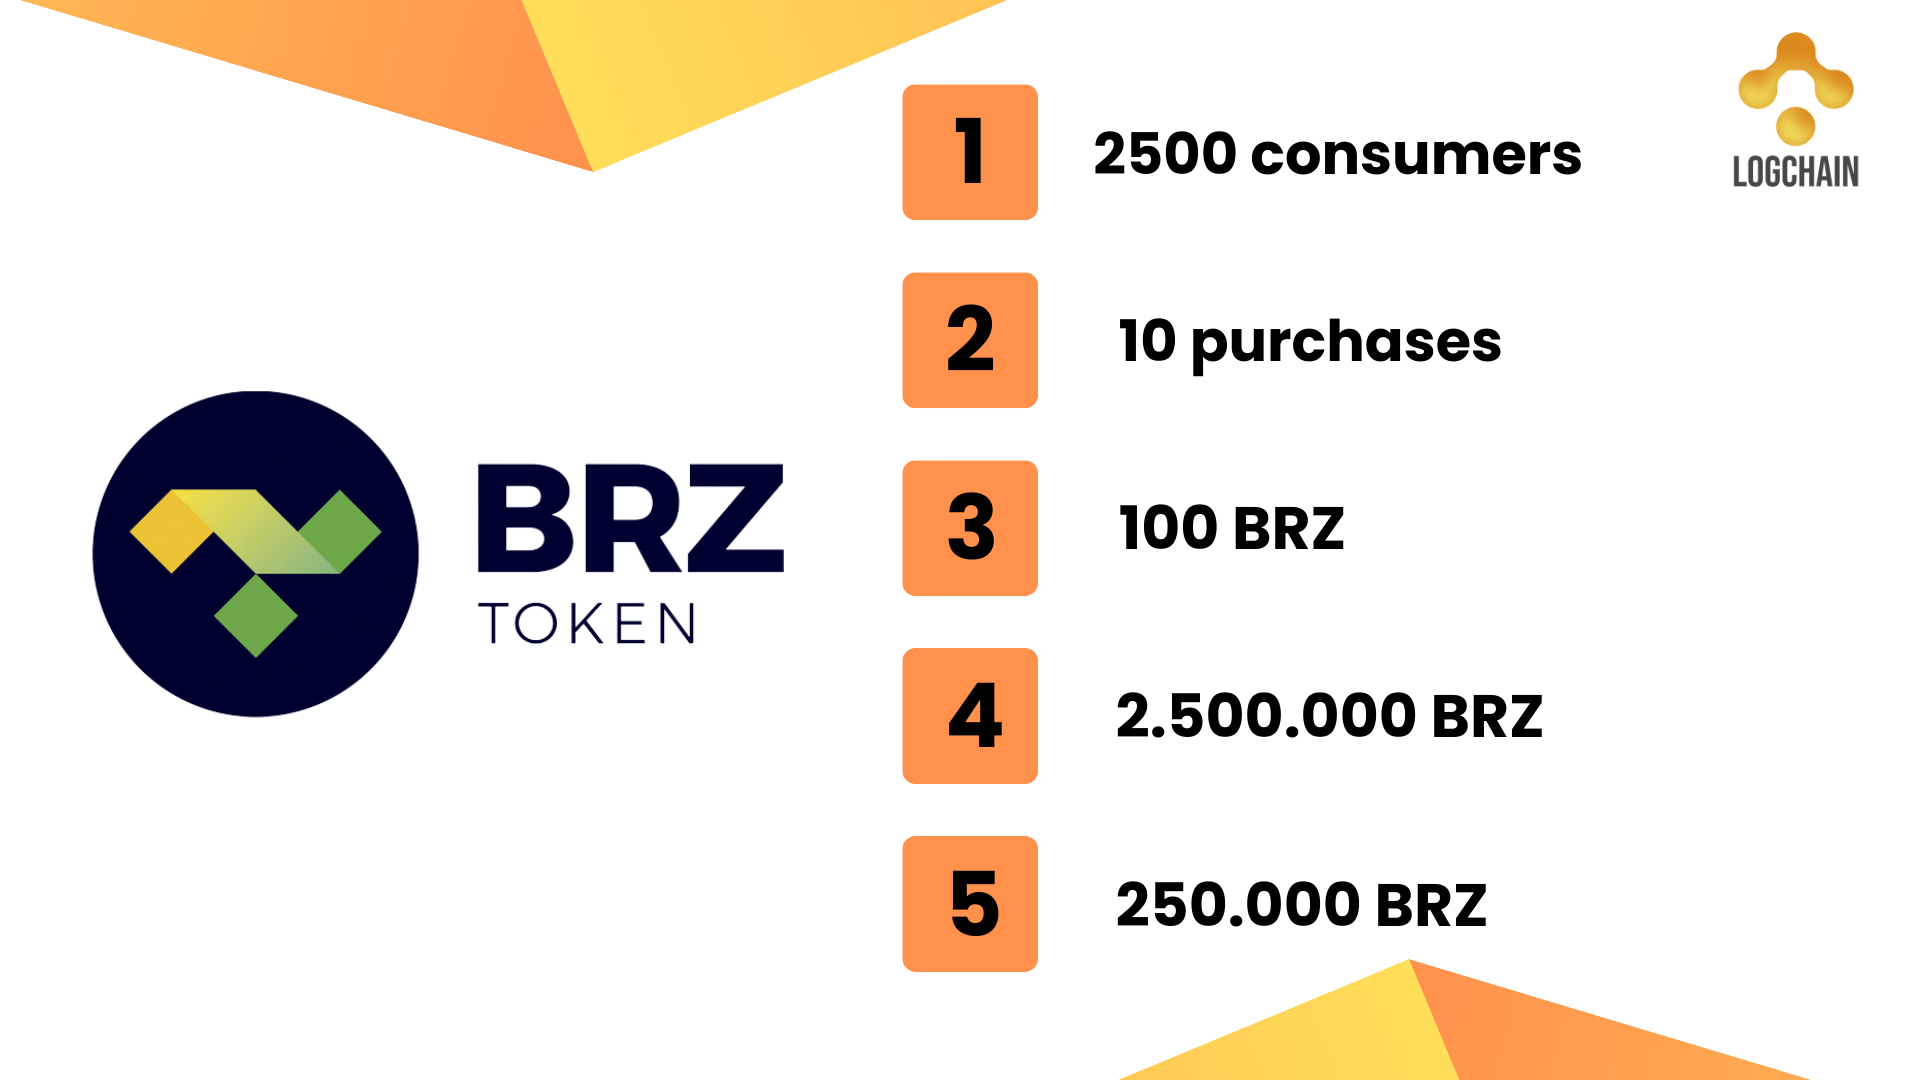 1
2500 consumers
LOGCHAIN
2
10 purchases
3
100 BRZ
BRZ
TOKEN
4
2.500.000 BRZ
5
250.000 BRZ